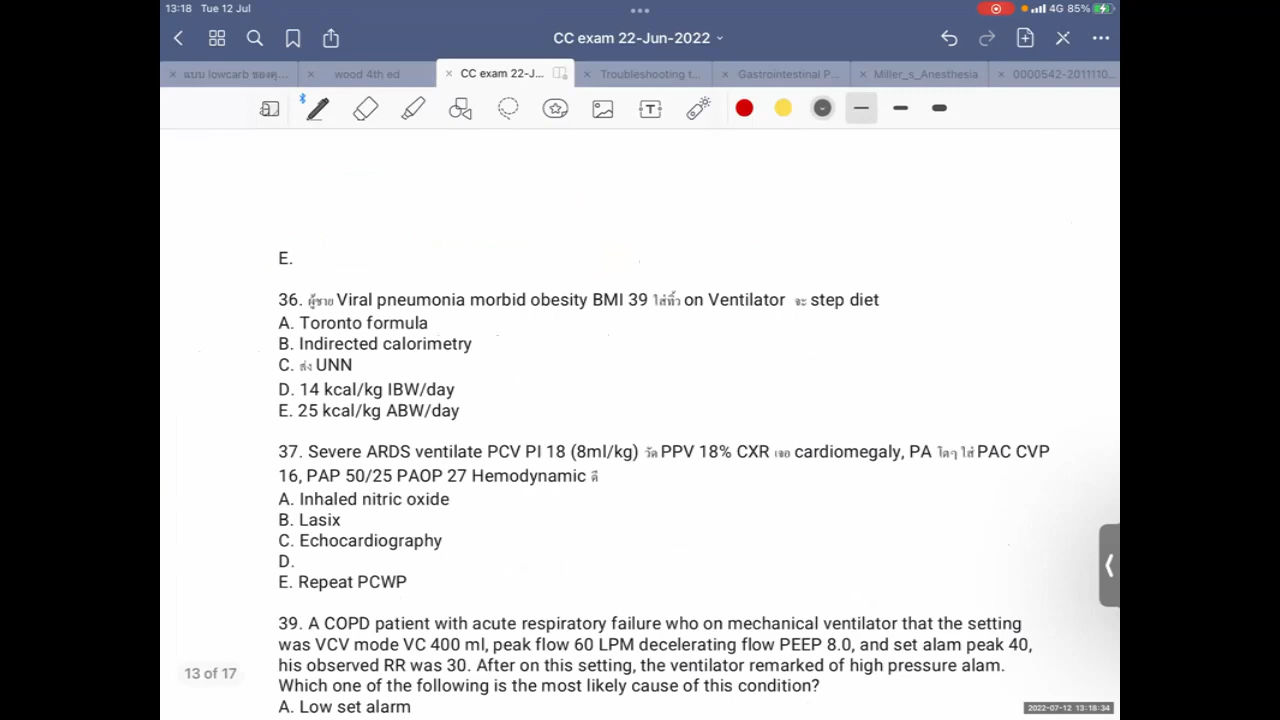 13:18 Tue 12 Jul
4G 85%
CC exam 22-Jun-2022
× แบบ lowcarb ของคุ...
× wood 4th ed
× CC exam 22-J...
× Troubleshooting t...
× Gastrointestinal P...
× Miller_s_Anesthesia
× 0000542-2011110...
E.
36. ผู้ชาย Viral pneumonia morbid obesity BMI 39 ใส่ทิ้ว on Ventilator จะ step diet
A. Toronto formula
B. Indirected calorimetry
C. ส่ง UNN
D. 14 kcal/kg IBW/day
E. 25 kcal/kg ABW/day
37. Severe ARDS ventilate PCV PI 18 (8ml/kg) วัด PPV 18% CXR เจอ cardiomegaly, PA โตๆ ใส่ PAC CVP
16, PAP 50/25 PAOP 27 Hemodynamic ดี
A. Inhaled nitric oxide
B. Lasix
C. Echocardiography
D.
E. Repeat PCWP
39. A COPD patient with acute respiratory failure who on mechanical ventilator that the setting
was VCV mode VC 400 ml, peak flow 60 LPM decelerating flow PEEP 8.0, and set alam peak 40,
his observed RR was 30. After on this setting, the ventilator remarked of high pressure alam.
Which one of the following is the most likely cause of this condition?
A. Low set alarm
13 of 17
2022-07-12 13:18:34